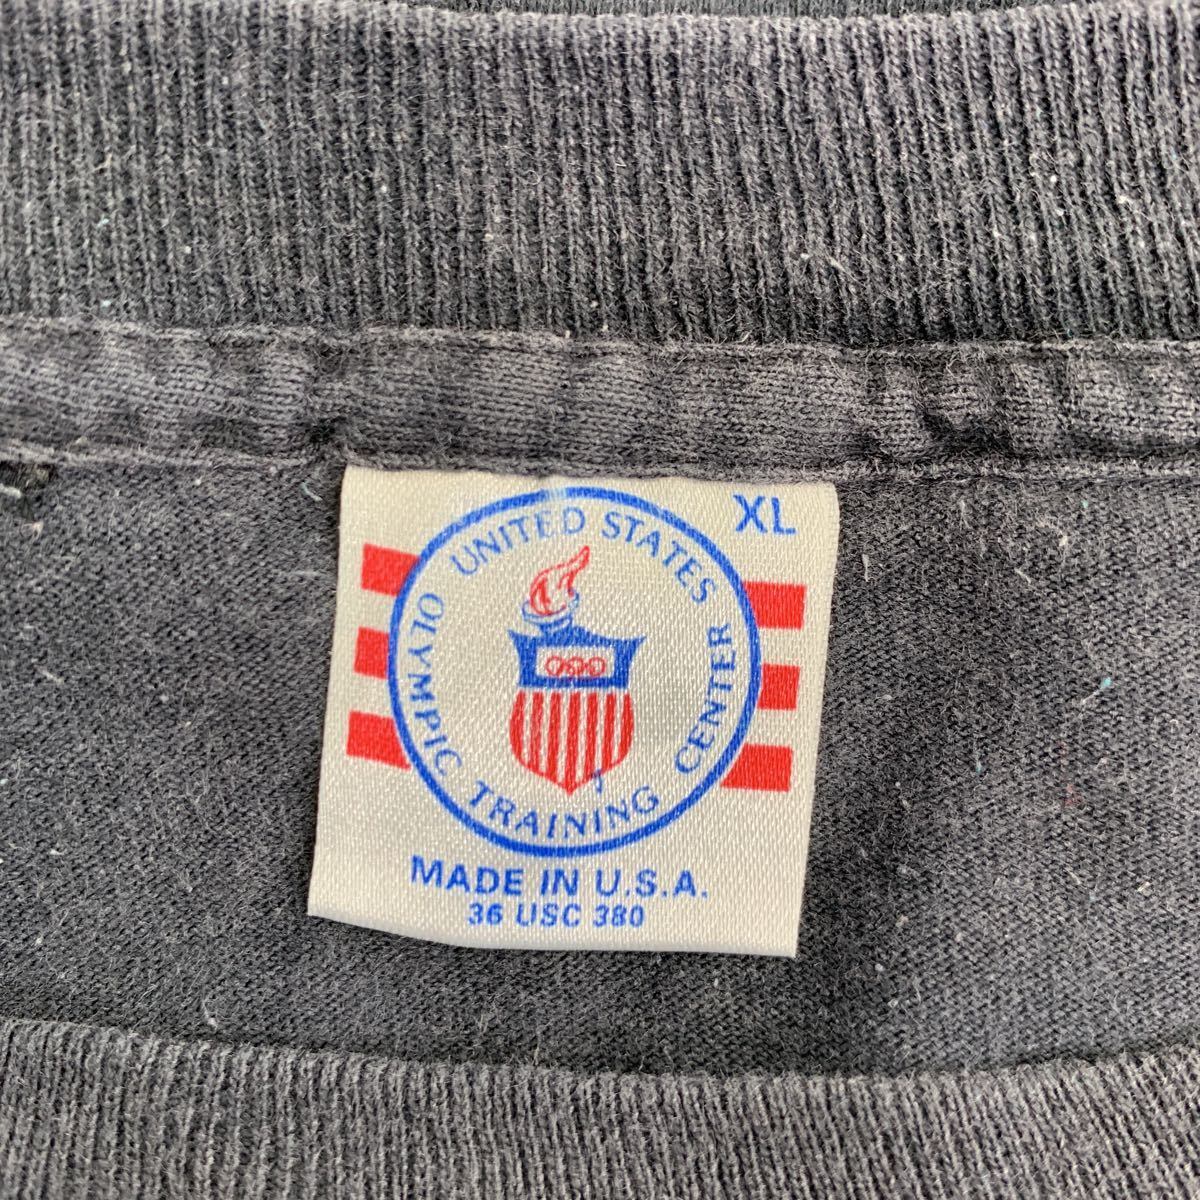 XL
UNITED STATES
OLYMPIC TRAINING CENTER
MADE IN U.S.A.
36 USC 380